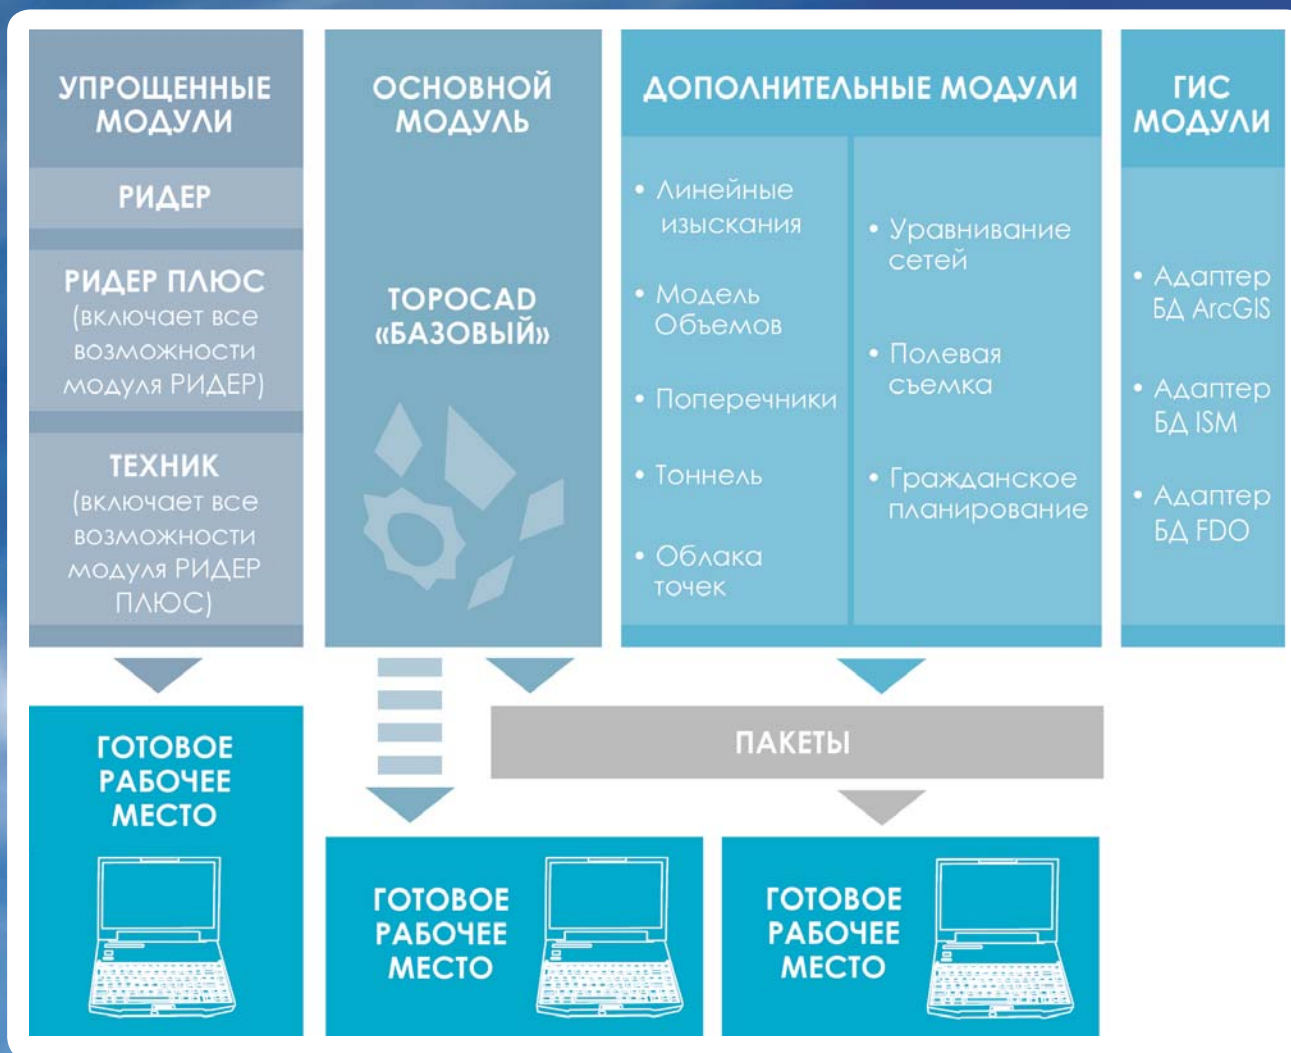 УПРОЩЕННЫЕ
МОДУЛИ
РИДЕР
РИДЕР ПЛЮС
(включает все
возможности
модуля РИДЕР)
ТЕХНИК
(включает все
возможности
модуля РИДЕР
ПЛЮС)
ОСНОВНОЙ
МОДУЛЬ
TOPOCAD
«БАЗОВЫЙ»
ДОПОЛНИТЕЛЬНЫЕ МОДУЛИ
• Линейные
изыскания
• Модель
Объемов
• Поперечники
• Тоннель
• Облака
точек
• Уравнивание
сетей
• Полевая
съемка
• Гражданское
планирование
ГИС
МОДУЛИ
• Адаптер
БД ArcGIS
• Адаптер
БД ISM
• Адаптер
БД FDO
ПАКЕТЫ
ГОТОВОЕ
РАБОЧЕЕ
МЕСТО
ГОТОВОЕ
РАБОЧЕЕ
МЕСТО
ГОТОВОЕ
РАБОЧЕЕ
МЕСТО